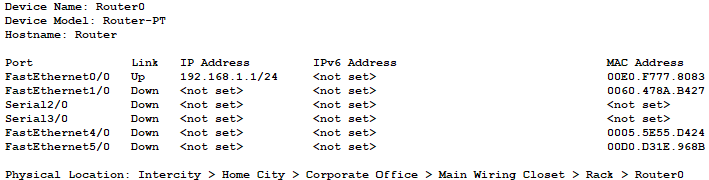 Device Name: Router0
Device Model: Router-PT
Hostname: Router
Port Link IP Address IPv6 Address MAC Address
FastEthernet0/0 Up 192.168.1.1/24 <not set> 00E0.F777.8083
FastEthernet1/0 Down <not set> <not set> 0060.478A.B427
Serial2/0 Down <not set> <not set> <not set>
Serial3/0 Down <not set> <not set> <not set>
FastEthernet4/0 Down <not set> <not set> 0005.5E55.D424
FastEthernet5/0 Down <not set> <not set> 00D0.D31E.968B
Physical Location: Intercity > Home City > Corporate Office > Main Wiring Closet > Rack > Router0